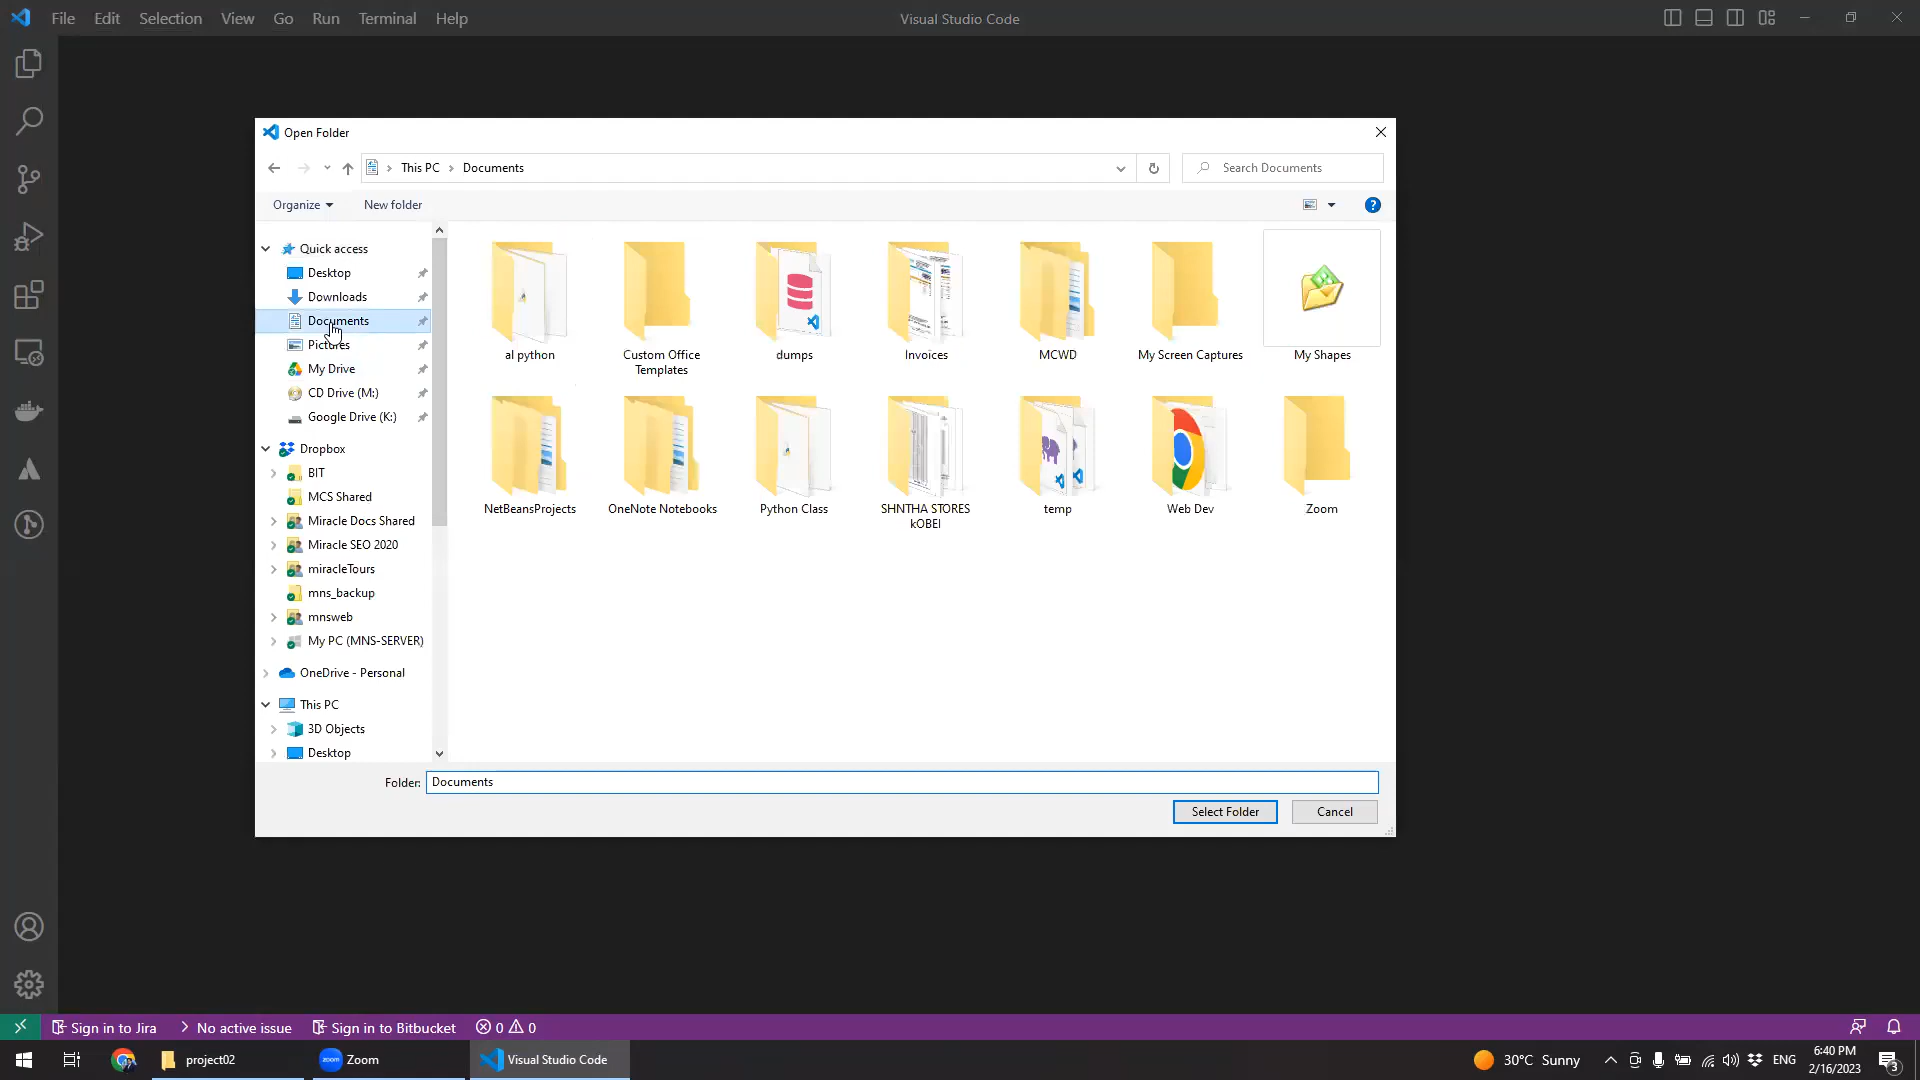 File Edit Selection View Go Run Terminal Help
Visual Studio Code
Open Folder
This PC Documents
Search Documents
Organize
New folder
Quick access
Desktop
Downloads
Documents
Pictures
My Drive
CD Drive (M:)
Google Drive (K:)
Dropbox
BIT
MCS Shared
Miracle Docs Shared
Miracle SEO 2020
miracleTours
mns_backup
mnsweb
My PC (MNS-SERVER)
OneDrive - Personal
This PC
3D Objects
Desktop
al python
Custom Office
Templates
dumps
Invoices
MCWD
My Screen Captures
My Shapes
NetBeansProjects
OneNote Notebooks
Python Class
SHNTHA STORES
kOBEI
temp
Web Dev
Zoom
Folder: Documents
Select Folder
Cancel
Sign in to Jira
No active issue
Sign in to Bitbucket
0 0
project02
zoom
Zoom
Visual Studio Code
30°C Sunny
ENG
6:40 PM
2/16/2023
3